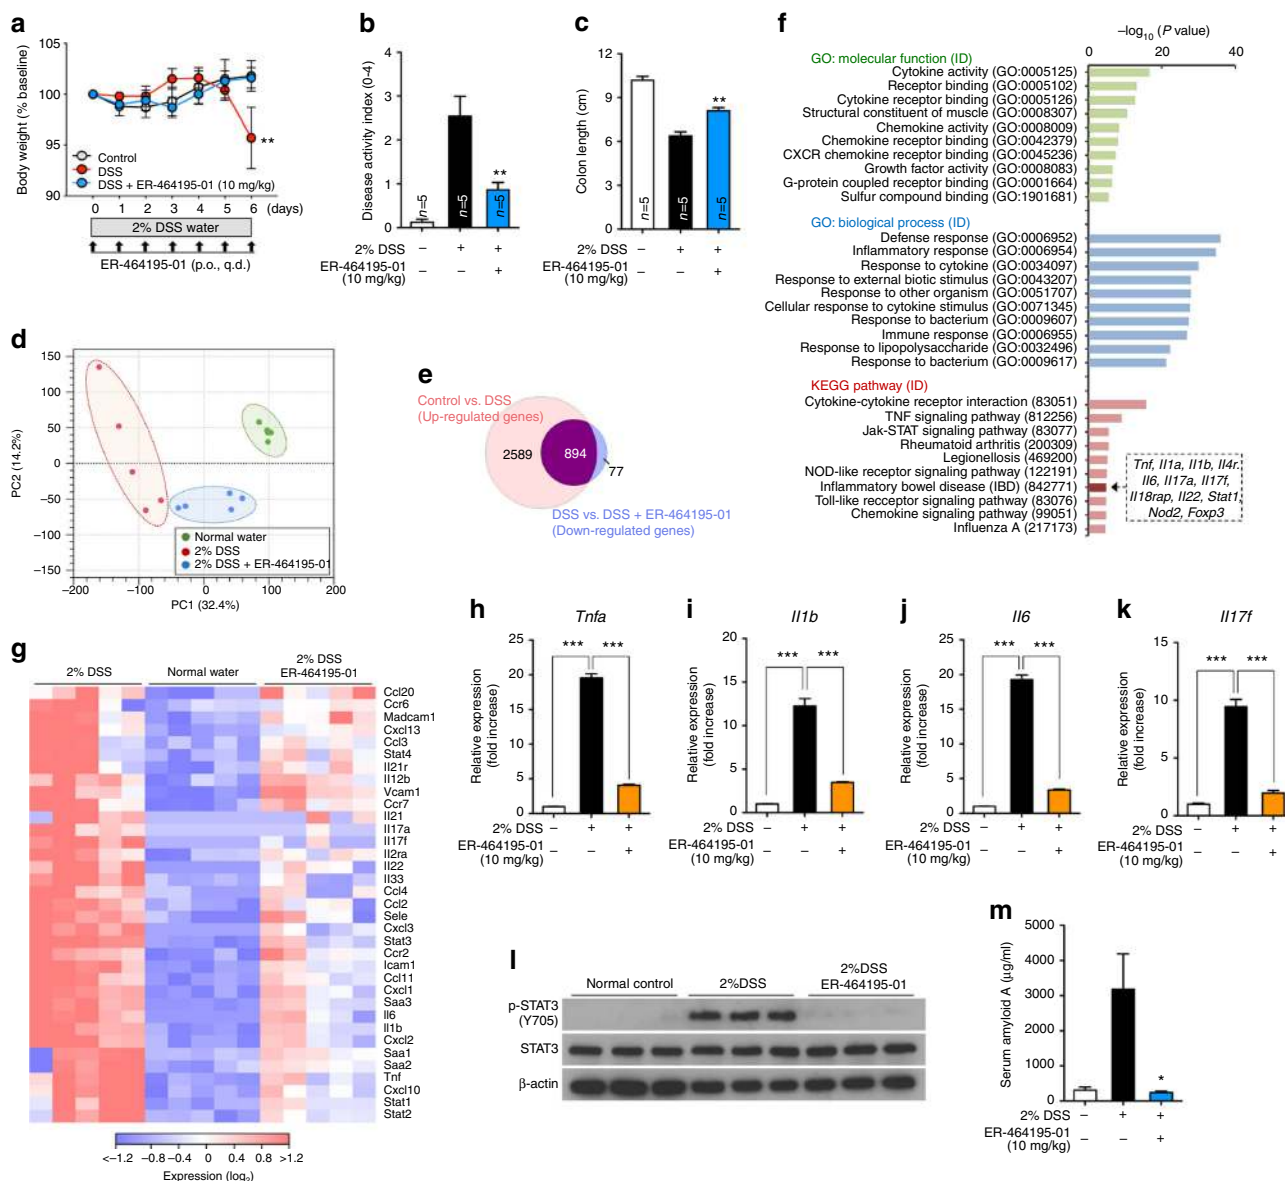 a
105
100
95
90
Body weight (% baseline)
Control
DSS
DSS + ER-464195-01 (10 mg/kg)
**
0 1 2 3 4 5 6 (days)
2% DSS water
ER-464195-01 (p.o., q.d.)
b
4
3
2
1
0
Disease activity index (0-4)
n=5
n=5
**
n=5
2% DSS – + +
ER-464195-01 – – +
(10 mg/kg)
c
12
9
6
3
0
Colon length (cm)
n=5
n=5
**
n=5
2% DSS – + +
ER-464195-01 – – +
(10 mg/kg)
f
–log10 (P value)
0 20 40
GO: molecular function (ID)
Cytokine activity (GO:0005125)
Receptor binding (GO:0005102)
Cytokine receptor binding (GO:0005126)
Structural constituent of muscle (GO:0008307)
Chemokine activity (GO:0008009)
Chemokine receptor binding (GO:0042379)
CXCR chemokine receptor binding (GO:0045236)
Growth factor activity (GO:0008083)
G-protein coupled receptor binding (GO:0001664)
Sulfur compound binding (GO:1901681)
GO: biological process (ID)
Defense response (GO:0006952)
Inflammatory response (GO:0006954)
Response to cytokine (GO:0034097)
Response to external biotic stimulus (GO:0043207)
Response to other organism (GO:0051707)
Cellular response to cytokine stimulus (GO:0071345)
Response to bacterium (GO:0009607)
Immune response (GO:0006955)
Response to lipopolysaccharide (GO:0032496)
Response to bacterium (GO:0009617)
KEGG pathway (ID)
Cytokine-cytokine receptor interaction (83051)
TNF signaling pathway (812256)
Jak-STAT signaling pathway (83077)
Rheumatoid arthritis (200309)
Legionellosis (469200)
NOD-like receptor signaling pathway (122191)
Inflammatory bowel disease (IBD) (842771)
Toll-like recceptor signaling pathway (83076)
Chemokine signaling pathway (99051)
Influenza A (217173)
Tnf, Il1a, Il1b, Il4r,
Il6, Il17a, Il17f,
Il18rap, Il22, Stat1,
Nod2, Foxp3
d
150
100
50
0
−50
−100
−150
PC2 (14.2%)
Normal water
2% DSS
2% DSS + ER-464195-01
−200 −100 0 100 200
PC1 (32.4%)
e
Control vs. DSS
(Up-regulated genes)
2589
894
77
DSS vs. DSS + ER-464195-01
(Down-regulated genes)
g
2% DSS
Normal water
2% DSS
ER-464195-01
Ccl20
Ccr6
Madcam1
Cxcl13
Ccl3
Stat4
Il21r
Il12b
Vcam1
Ccr7
Il21
Il17a
Il17f
Il2ra
Il22
Il33
Ccl4
Ccl2
Sele
Cxcl3
Stat3
Ccr2
Icam1
Ccl11
Cxcl1
Saa3
Il6
Il1b
Cxcl2
Saa1
Saa2
Tnf
Cxcl10
Stat1
Stat2
<−1.2 −0.8 −0.4 0 0.4 0.8 >1.2
Expression (log2)
h
Tnfa
25
20
15
10
5
0
Relative expression
(fold increase)
*** ***
2% DSS – + +
ER-464195-01 – – +
(10 mg/kg)
i
Il1b
20
15
10
5
0
Relative expression
(fold increase)
*** ***
2% DSS – + +
ER-464195-01 – – +
(10 mg/kg)
j
Il6
25
20
15
10
5
0
Relative expression
(fold increase)
*** ***
2% DSS – + +
ER-464195-01 – – +
(10 mg/kg)
k
Il17f
15
10
5
0
Relative expression
(fold increase)
*** ***
2% DSS – + +
ER-464195-01 – – +
(10 mg/kg)
l
Normal control
2%DSS
2%DSS
ER-464195-01
p-STAT3
(Y705)
STAT3
β-actin
m
5000
4000
3000
2000
1000
0
Serum amyloid A (µg/ml)
*
2% DSS – + +
ER-464195-01 – – +
(10 mg/kg)